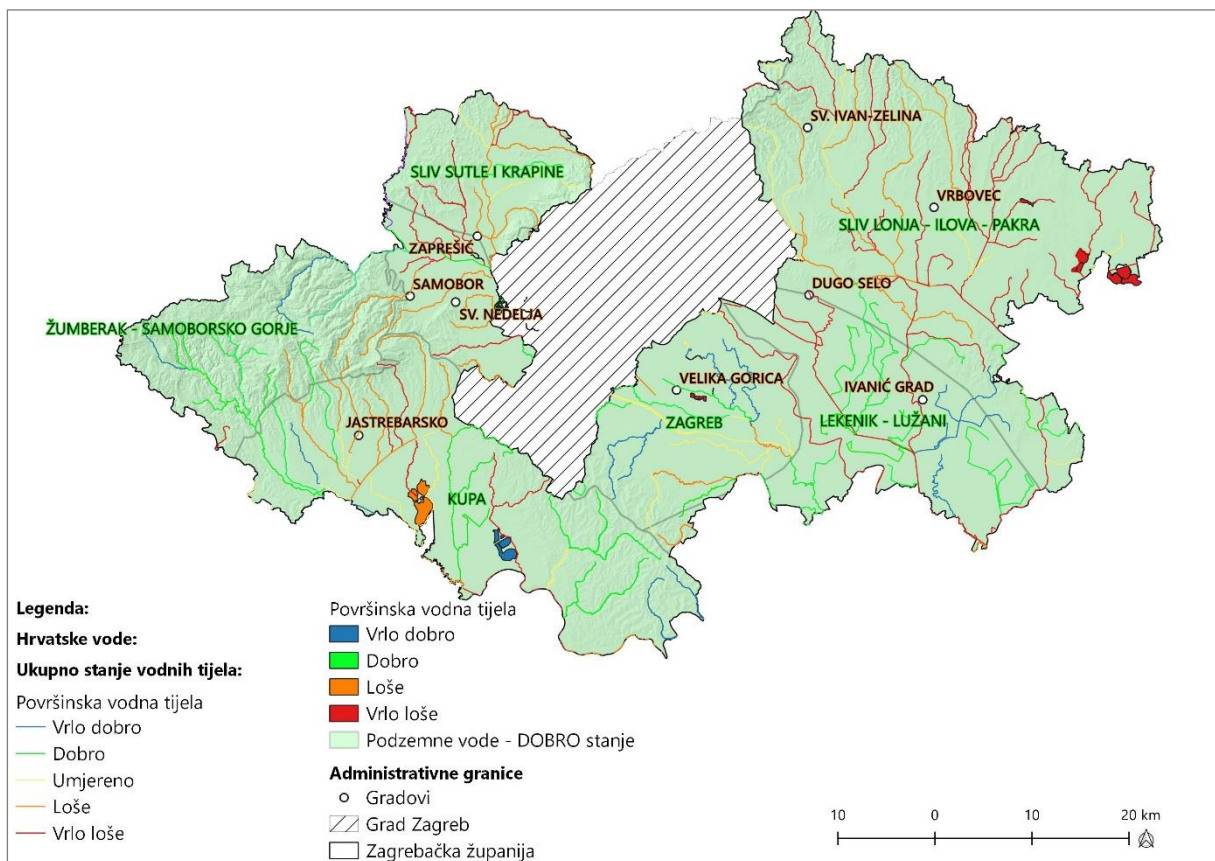 SV. IVAN-ZELINA
SLIV SUTLE I KRAPINE
VRBOVEC
SLIV LONJA - ILOVA - PAKRA
ZAPREŠIĆ
SAMOBOR
DUGO SELO
SV. NEDELJA
ŽUMBERAK - SAMOBORSKO GORJE
VELIKA GORICA
IVANIĆ GRAD
JASTREBARSKO
ZAGREB
LEKENIK - LUŽANI
KUPA
Legenda:
Hrvatske vode:
Ukupno stanje vodnih tijela:
Površinska vodna tijela
Vrlo dobro
Dobro
Umjereno
Loše
Vrlo loše
Površinska vodna tijela
Vrlo dobro
Dobro
Loše
Vrlo loše
Podzemne vode - DOBRO stanje
Administrativne granice
Gradovi
Grad Zagreb
Zagrebačka županija
10 0 10 20 km